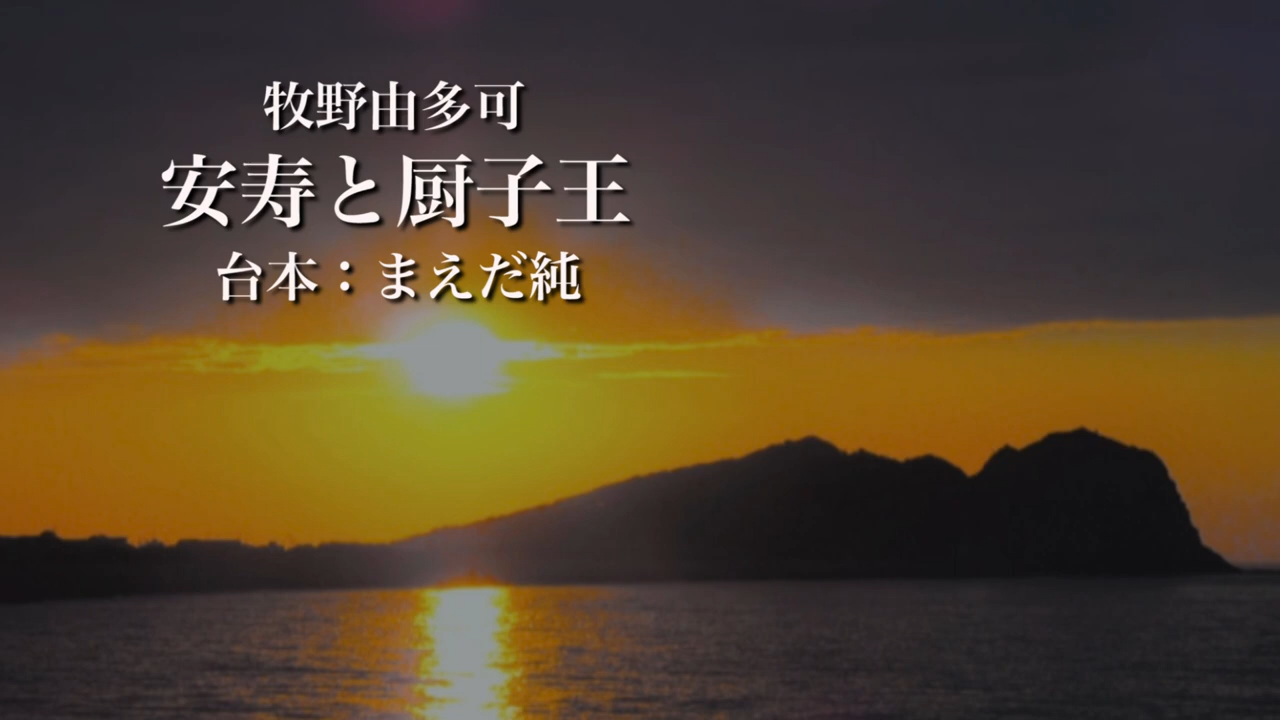 牧野由多可
安寿と厨子王
台本：まえだ純